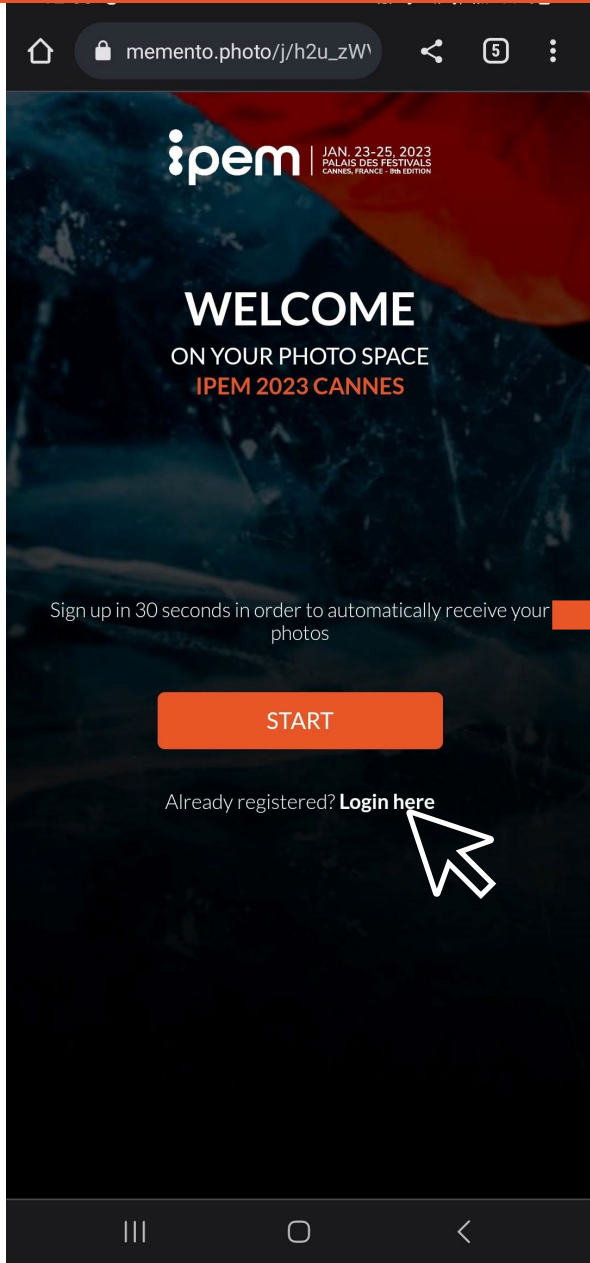 memento.photo/j/h2u_zW
5
ipem
JAN. 23-25, 2023
PALAIS DES FESTIVALS
CANNES, FRANCE - 8th EDITION
WELCOME
ON YOUR PHOTO SPACE
IPEM 2023 CANNES
Sign up in 30 seconds in order to automatically receive your
photos
START
Already registered? Login here